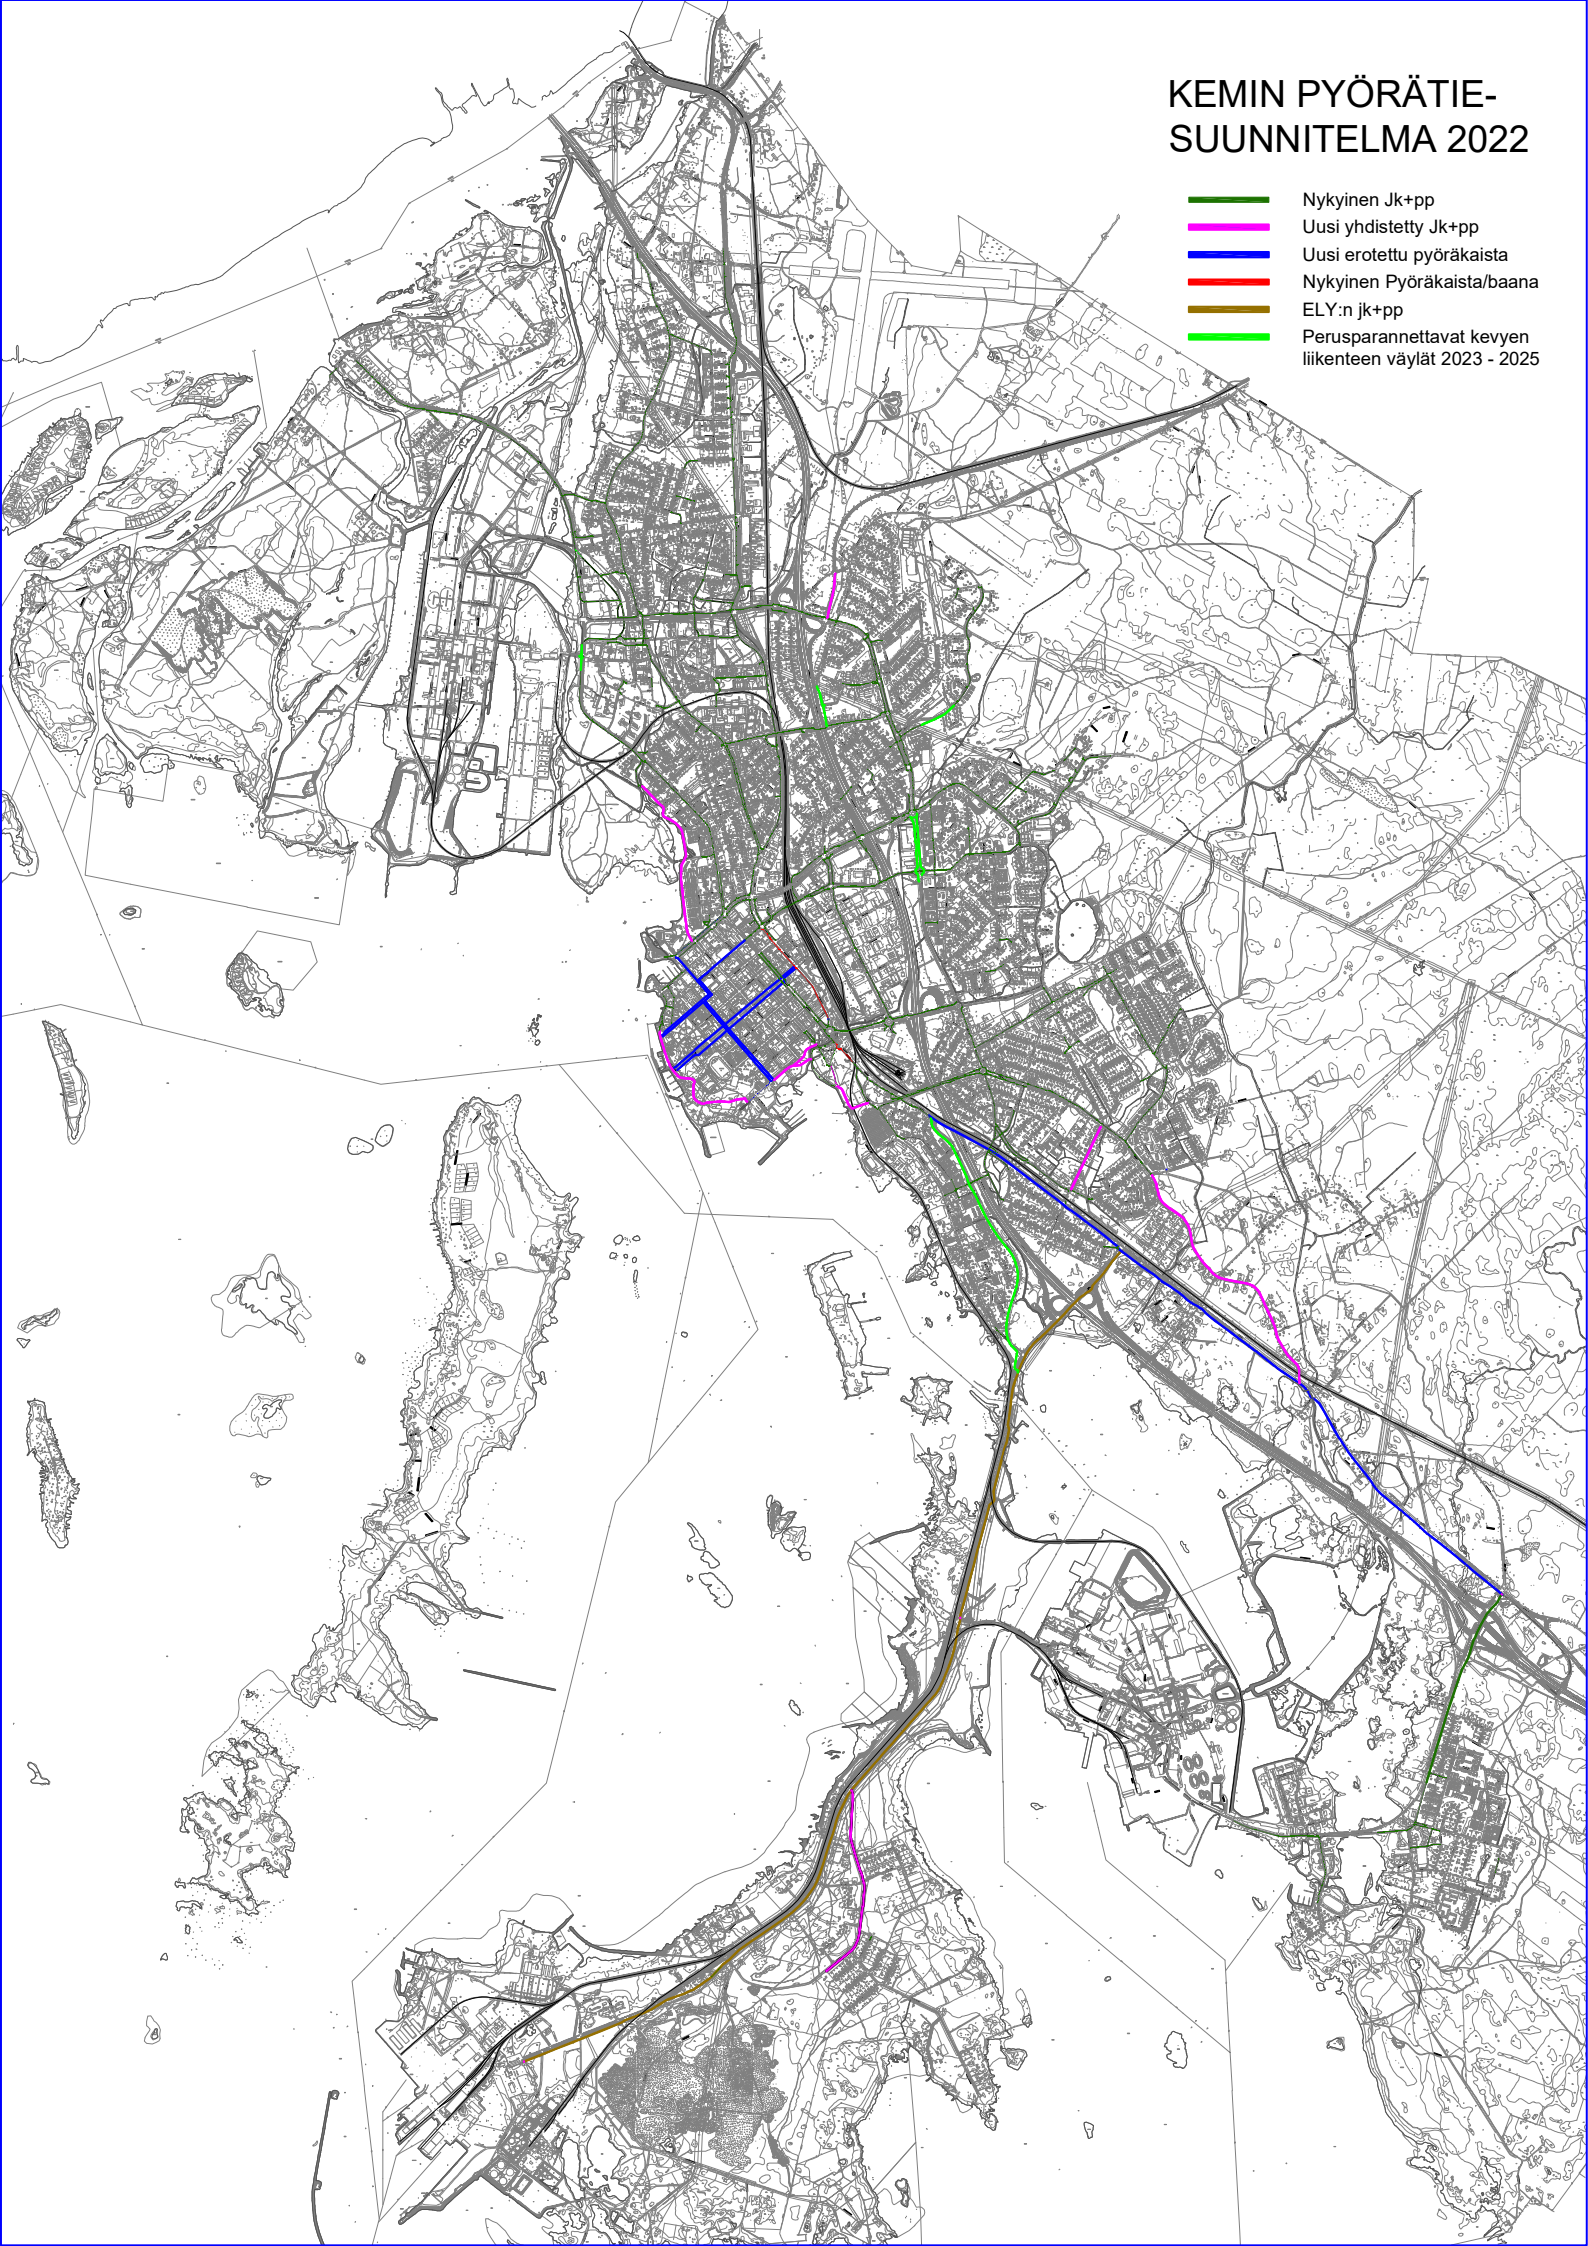 KEMIN PYÖRÄTIE-
SUUNNITELMA 2022
Nykyinen Jk+pp
Uusi yhdistetty Jk+pp
Uusi erotettu pyöräkaista
Nykyinen Pyöräkaista/baana
ELY:n jk+pp
Perusparannettavat kevyen
liikenteen väylät 2023 - 2025